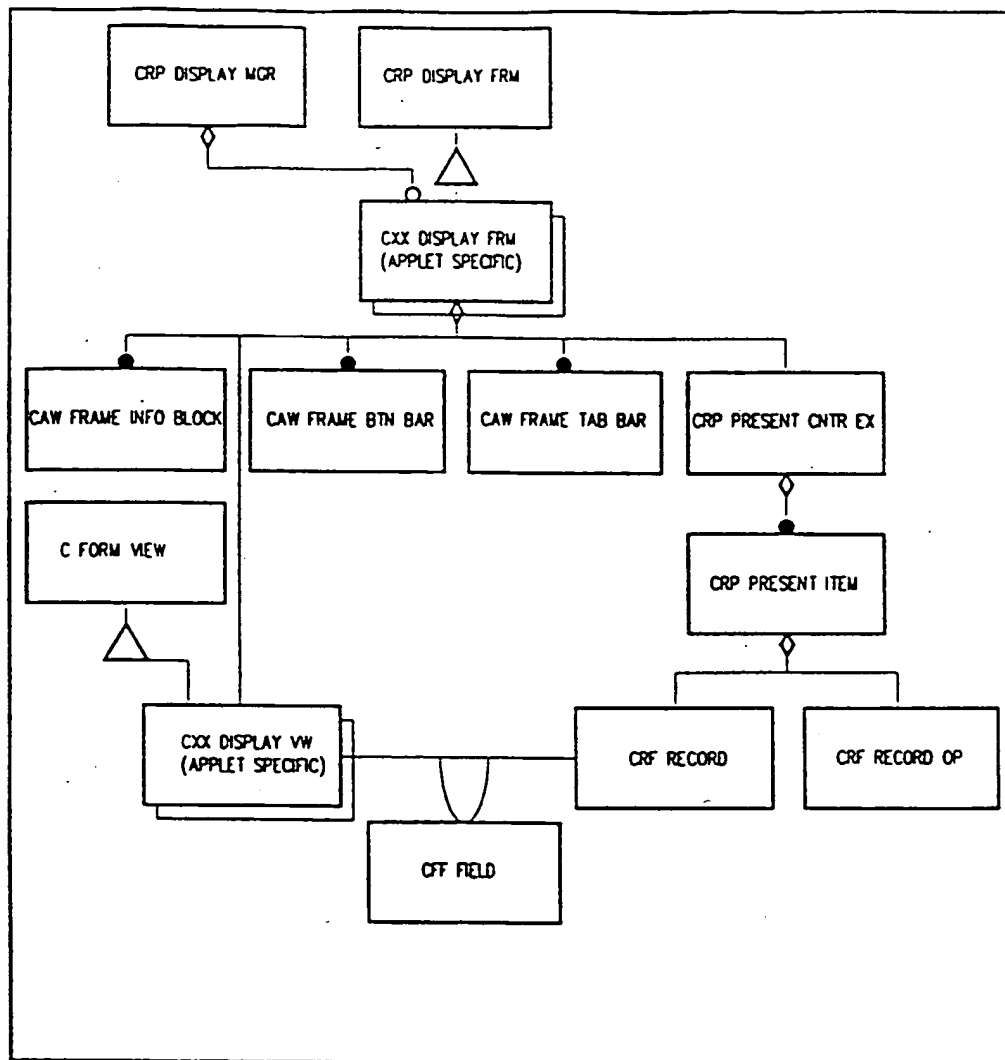 CRP DISPLAY MGR
CRP DISPLAY FRM
CXX DISPLAY FRM
(APPLET SPECIFIC)
CAW FRAME INFO BLOCK
CAW FRAME BTN BAR
CAW FRAME TAB BAR
CRP PRESENT CNTR EX
C FORM VIEW
CRP PRESENT ITEM
CXX DISPLAY VW
(APPLET SPECIFIC)
CRF RECORD
CRF RECORD OP
CFF FIELD